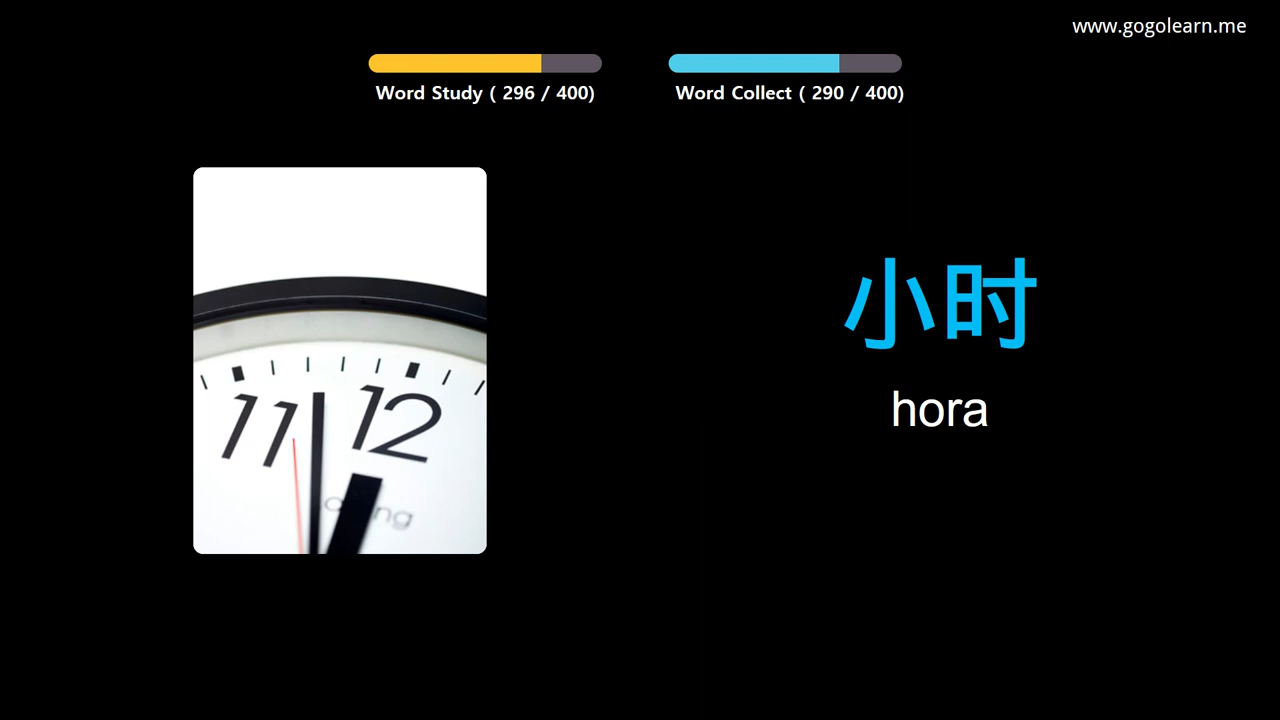 www.gogolearn.me
Word Study ( 296 / 400)
Word Collect ( 290 / 400)
小时
hora
11
12